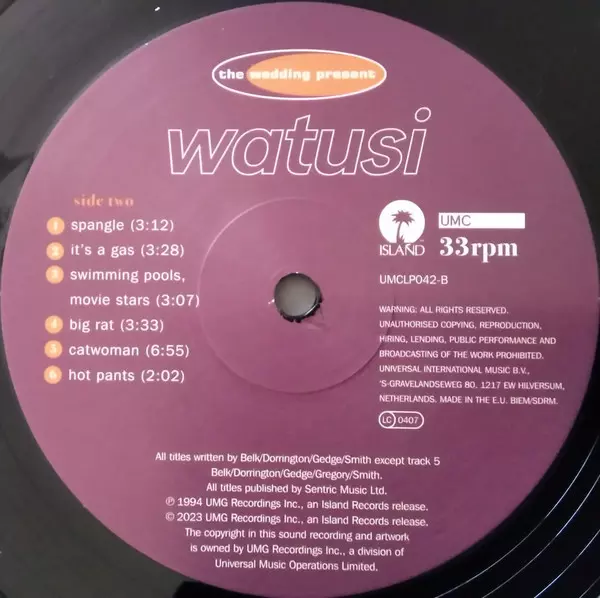 the wedding present
watusi
side two
1 spangle (3:12)
2 it's a gas (3:28)
3 swimming pools,
movie stars (3:07)
4 big rat (3:33)
5 catwoman (6:55)
6 hot pants (2:02)
ISLAND™
UMC
33rpm
UMCLP042-B
WARNING: ALL RIGHTS RESERVED.
UNAUTHORISED COPYING, REPRODUCTION,
HIRING, LENDING, PUBLIC PERFORMANCE AND
BROADCASTING OF THE WORK PROHIBITED.
UNIVERSAL INTERNATIONAL MUSIC B.V.,
'S-GRAVELANDSEWEG 80. 1217 EW HILVERSUM,
NETHERLANDS. MADE IN THE E.U. BIEM/SDRM.
LC 0407
All titles written by Belk/Dorrington/Gedge/Smith except track 5
Belk/Dorrington/Gedge/Gregory/Smith.
All titles published by Sentric Music Ltd.
℗ 1994 UMG Recordings Inc., an Island Records release.
© 2023 UMG Recordings Inc., an Island Records release.
The copyright in this sound recording and artwork
is owned by UMG Recordings Inc., a division of
Universal Music Operations Limited.